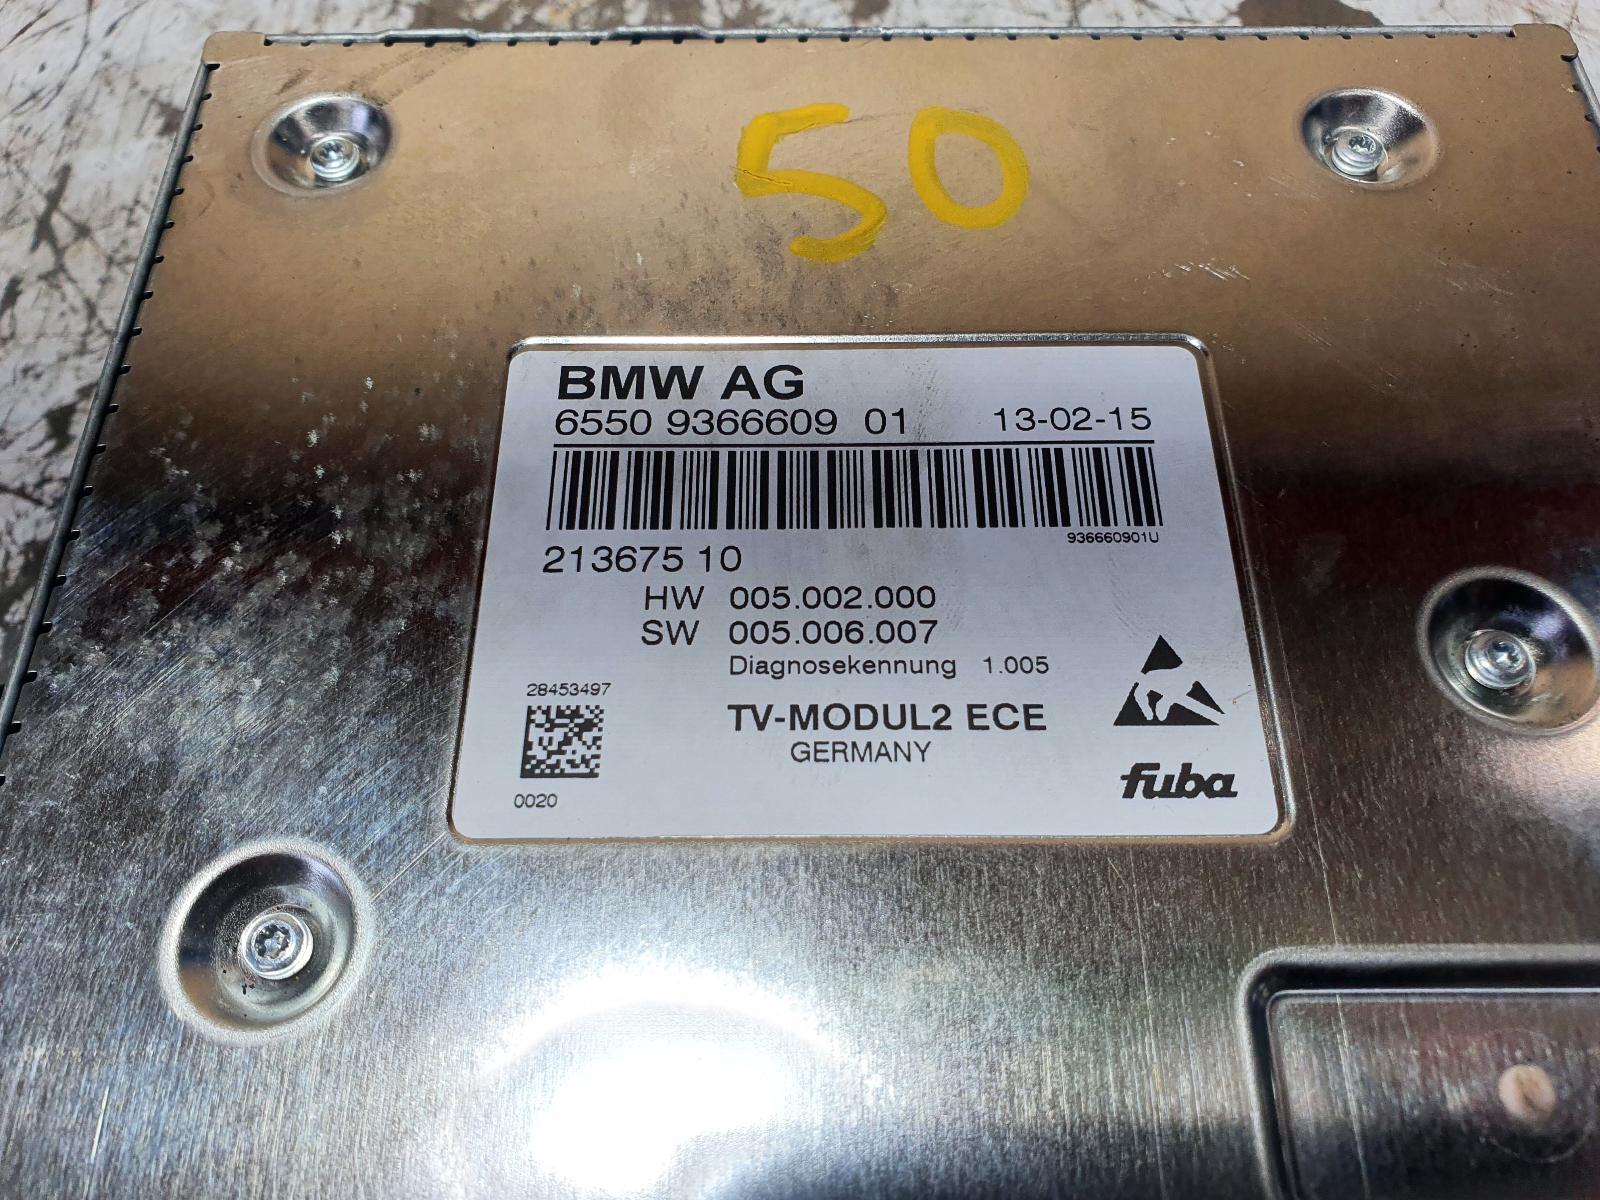 50
BMW AG
6550 9366609 01 13-02-15
936660901U
213675 10
HW 005.002.000
SW 005.006.007
Diagnosekennung 1.005
28453497
TV-MODUL2 ECE
GERMANY
fuba
0020